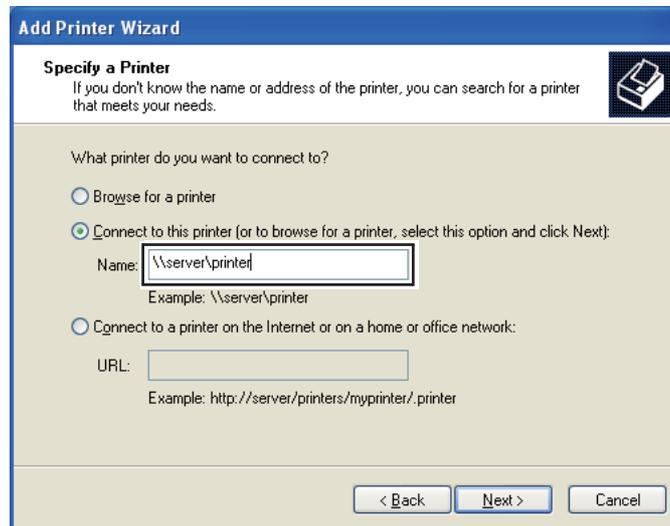 Add Printer Wizard
Specify a Printer
If you don't know the name or address of the printer, you can search for a printer
that meets your needs.
What printer do you want to connect to?
Browse for a printer
Connect to this printer (or to browse for a printer, select this option and click Next):
Name: \\server\printer
Example: \\server\printer
Connect to a printer on the Internet or on a home or office network:
URL:
Example: http://server/printers/myprinter/.printer
< Back Next > Cancel